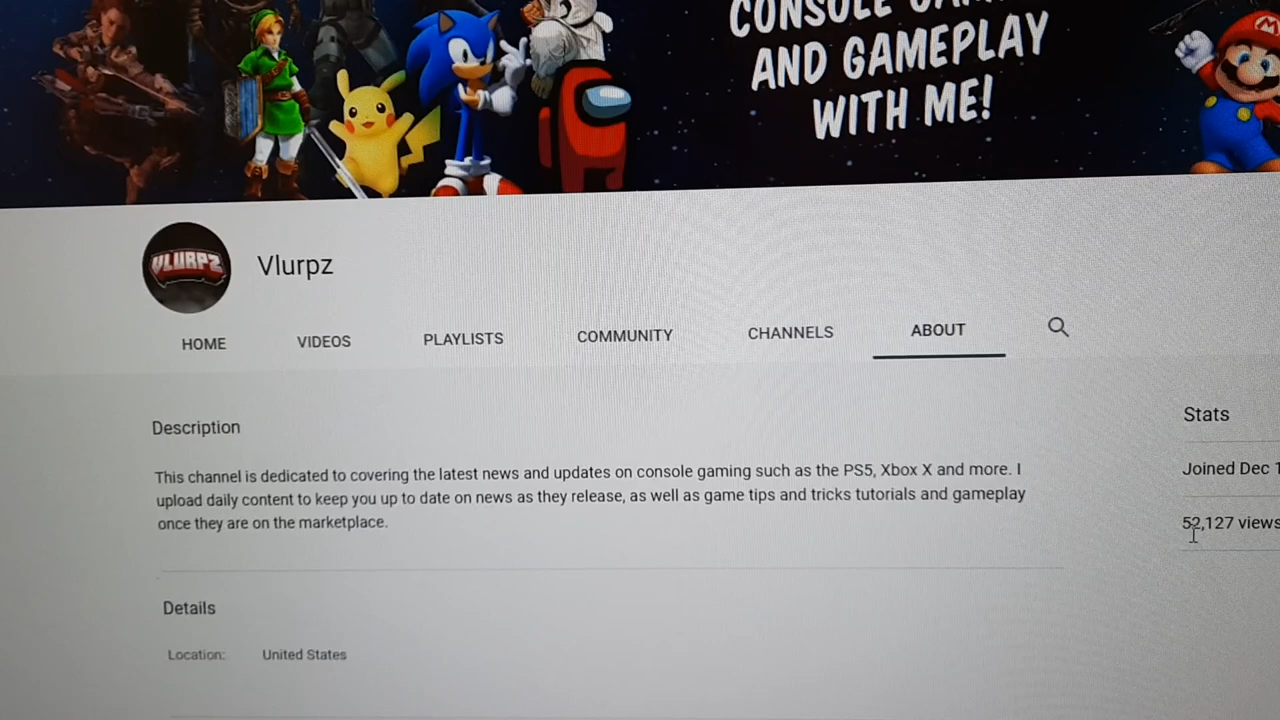 AND GAMEPLAY
WITH ME!
VLURPZ
Vlurpz
HOME VIDEOS PLAYLISTS COMMUNITY CHANNELS ABOUT
Description
This channel is dedicated to covering the latest news and updates on console gaming such as the PS5, Xbox X and more. I
upload daily content to keep you up to date on news as they release, as well as game tips and tricks tutorials and gameplay
once they are on the marketplace.
Stats
Joined Dec 1
52,127 views
Details
Location: United States